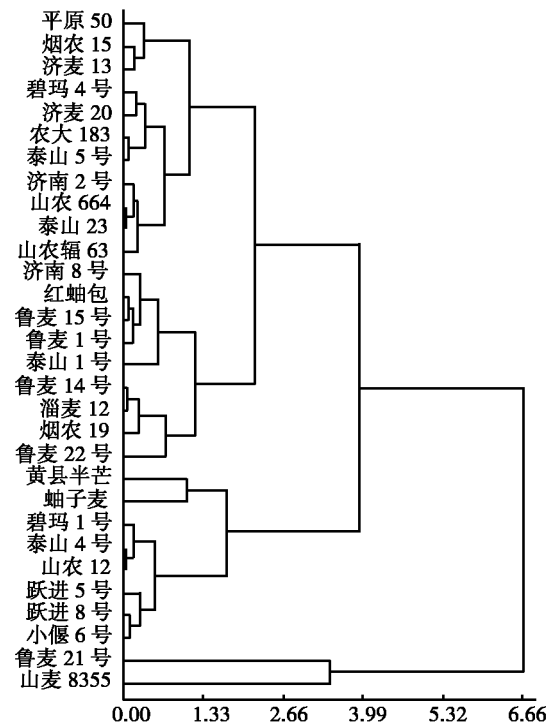 平原 50
烟农 15
济麦 13
碧玛 4 号
济麦 20
农大 183
泰山 5 号
济南 2 号
山农 664
泰山 23
山农辐 63
济南 8 号
红蚰包
鲁麦 15 号
鲁麦 1 号
泰山 1 号
鲁麦 14 号
淄麦 12
烟农 19
鲁麦 22 号
黄县半芒
蚰子麦
碧玛 1 号
泰山 4 号
山农 12
跃进 5 号
跃进 8 号
小偃 6 号
鲁麦 21 号
山麦 8355
0.00 1.33 2.66 3.99 5.32 6.66